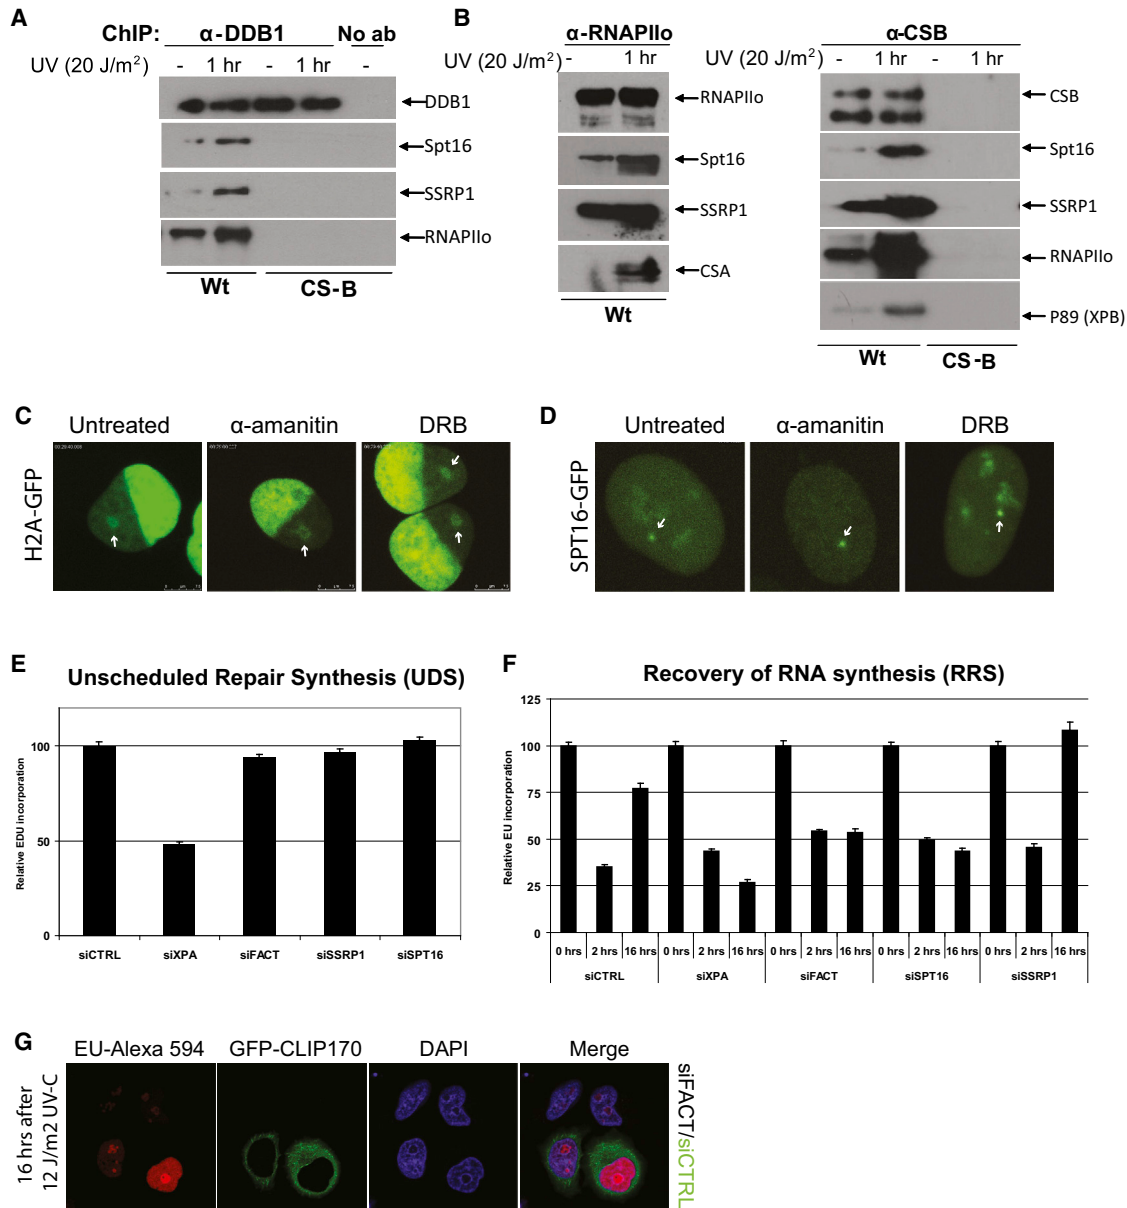 A
ChIP: α-DDB1 No ab
UV (20 J/m²) - 1 hr - 1 hr -
DDB1
Spt16
SSRP1
RNAPIIo
Wt CS-B
B
α-RNAPIIo
UV (20 J/m²) - 1 hr
RNAPIIo
Spt16
SSRP1
CSA
Wt
α-CSB
UV (20 J/m²) - 1 hr - 1 hr
CSB
Spt16
SSRP1
RNAPIIo
P89 (XPB)
Wt CS-B
C
Untreated α-amanitin DRB
H2A-GFP
D
Untreated α-amanitin DRB
SPT16-GFP
E
Unscheduled Repair Synthesis (UDS)
Relative EDU incorporation
100
50
0
siCTRL siXPA siFACT siSSRP1 siSPT16
F
Recovery of RNA synthesis (RRS)
Relative EU incorporation
125
100
75
50
25
0
0 hrs 2 hrs 16 hrs 0 hrs 2 hrs 16 hrs 0 hrs 2 hrs 16 hrs 0 hrs 2 hrs 16 hrs 0 hrs 2 hrs 16 hrs
siCTRL siXPA siFACT siSPT16 siSSRP1
G
EU-Alexa 594 GFP-CLIP170 DAPI Merge
16 hrs after
12 J/m2 UV-C
siFACT/siCTRL